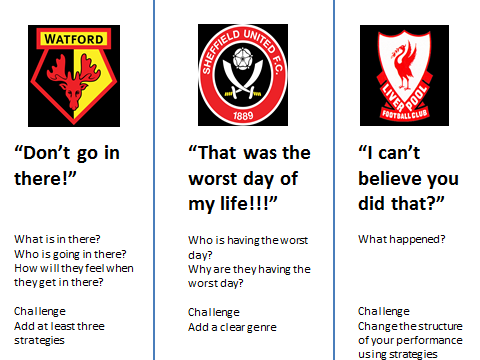 WATFORD
“Don’t go in
there!”
What is in there?
Who is going in there?
How will they feel when
they get in there?
Challenge
Add at least three
strategies
SHEFFIELD UNITED F.C.
1889
“That was the
worst day of
my life!!!”
Who is having the worst
day?
Why are they having the
worst day?
Challenge
Add a clear genre
LIVERPOOL
FOOTBALL CLUB
“I can’t
believe you
did that?”
What happened?
Challenge
Change the structure
of your performance
using strategies